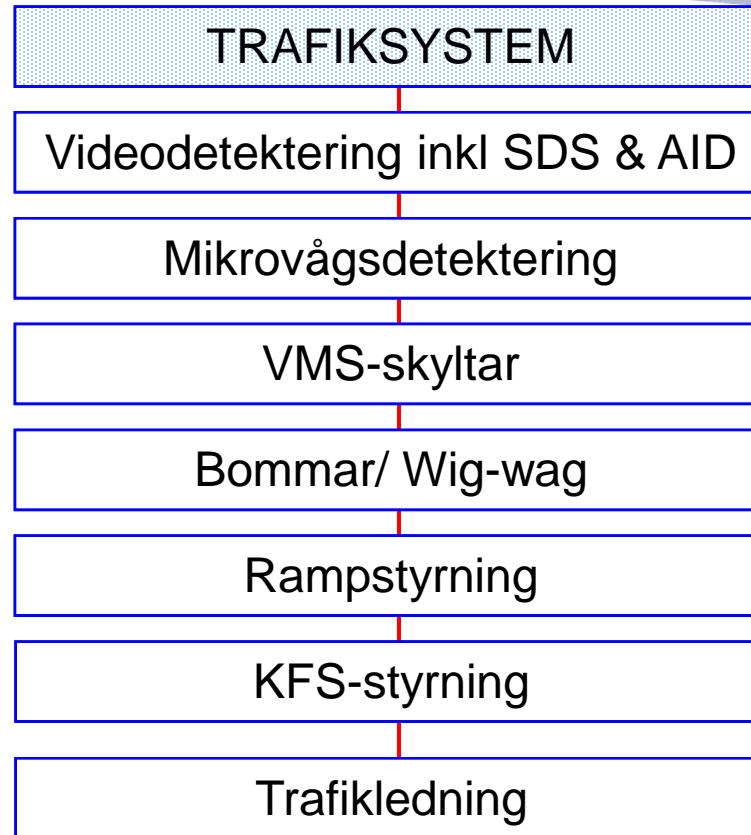 TRAFIKSYSTEM
Videodetektering inkl SDS & AID
Mikrovågsdetektering
VMS-skyltar
Bommar/ Wig-wag
Rampstyrning
KFS-styrning
Trafikledning